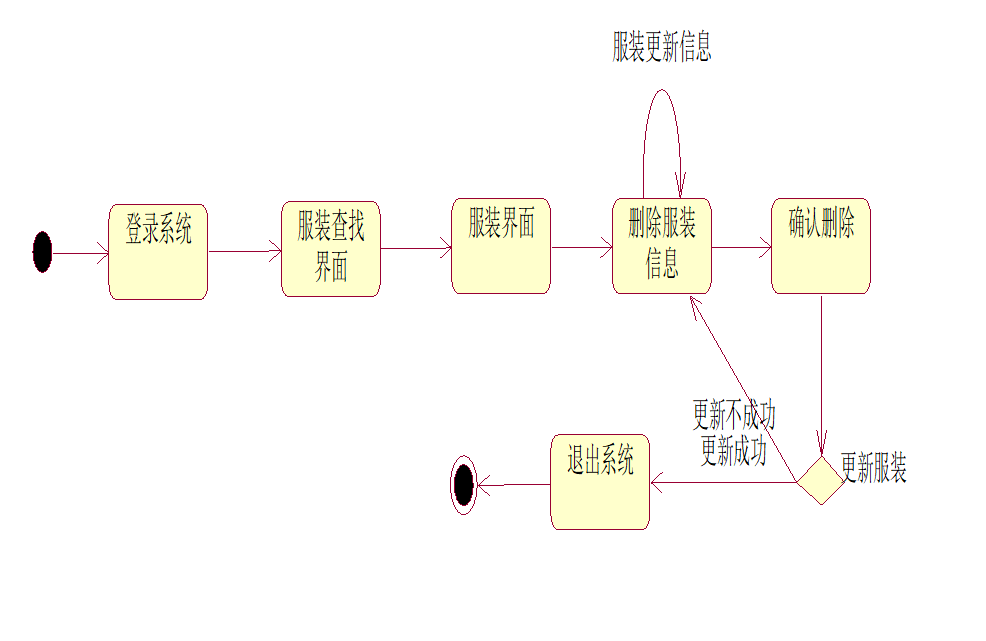 服装更新信息
登录系统
服装查找
界面
服装界面
删除服装
信息
确认删除
更新不成功
更新成功
退出系统
更新服装